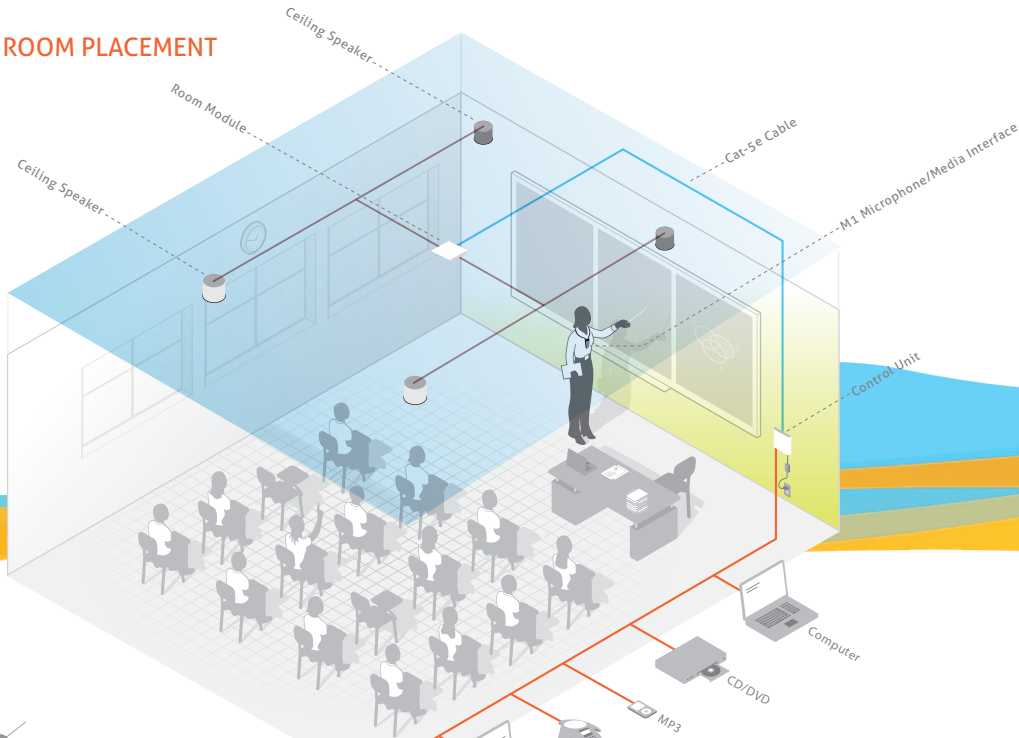 ROOM PLACEMENT
Ceiling Speaker
Room Module
Ceiling Speaker
Cat-5e Cable
M1 Microphone/Media Interface
Control Unit
Computer
CD/DVD
MP3